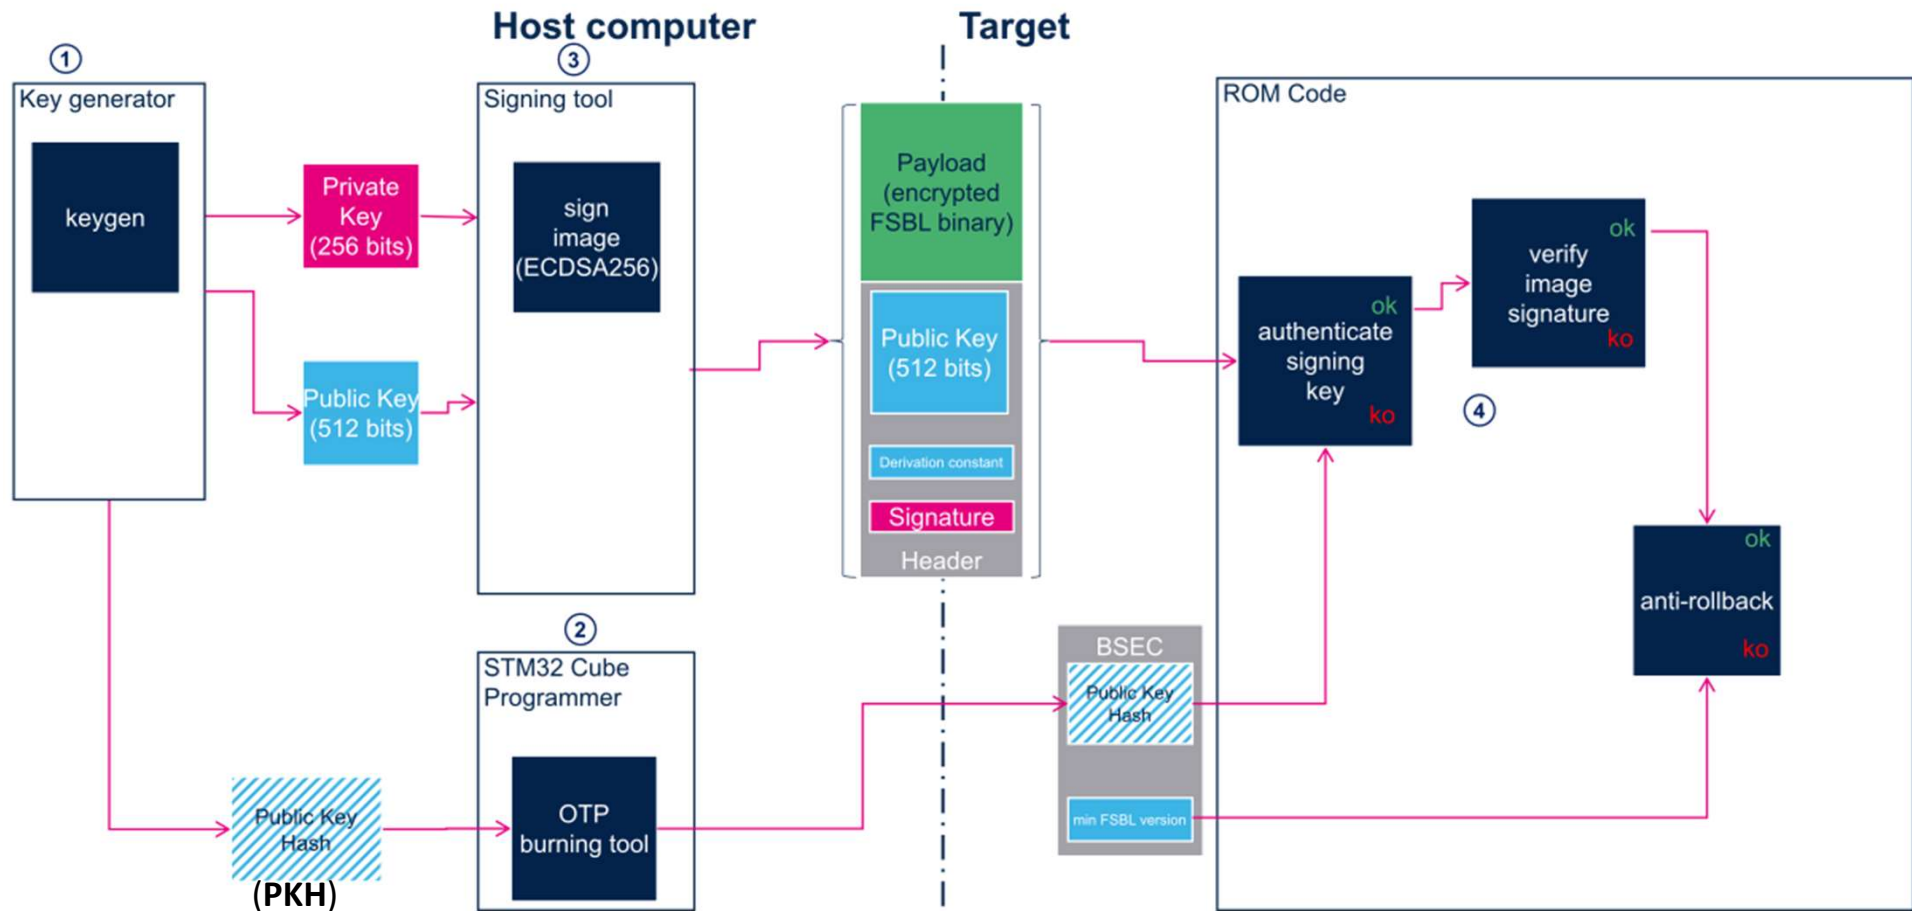 Host computer
Target
1
Key generator
keygen
Private
Key
(256 bits)
Public Key
(512 bits)
3
Signing tool
sign
image
(ECDSA256)
Payload
(encrypted
FSBL binary)
Public Key
(512 bits)
Derivation constant
Signature
Header
ROM Code
ok
authenticate
signing
key
ko
ok
verify
image
signature
ko
4
ok
anti-rollback
ko
2
STM32 Cube
Programmer
OTP
burning tool
Public Key
Hash
(PKH)
BSEC
Public Key
Hash
min FSBL version